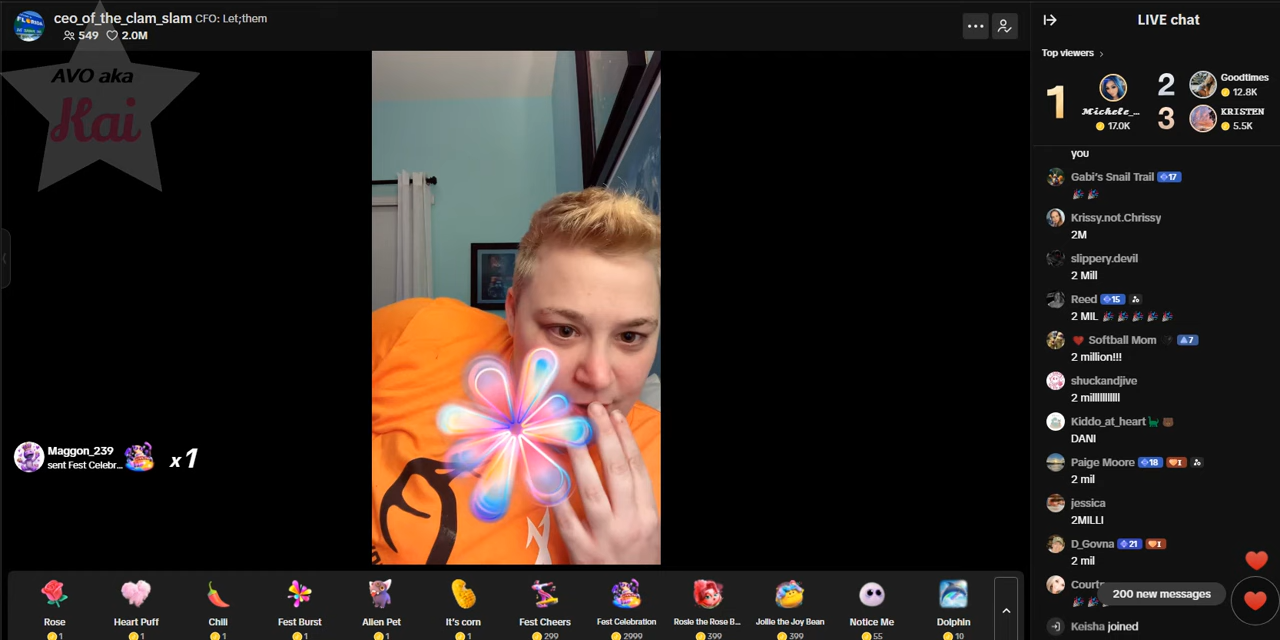 ceo_of_the_clam_slam CFO: Let;them
549 2.0M
AVO aka
Kai
Maggon_239
sent Fest Celebr...
x1
Rose
1
Heart Puff
1
Chili
1
Fest Burst
1
Alien Pet
1
It's corn
1
Fest Cheers
299
Fest Celebration
2999
Rosie the Rose B...
399
Jollie the Joy Bean
399
Notice Me
55
Dolphin
10
LIVE chat
Top viewers
1
Michele_...
17.0K
2
Goodtimes
12.8K
3
KRISTEN
5.5K
you
Gabi's Snail Trail 17
Krissy.not.Chrissy
2M
slippery.devil
2 Mill
Reed 15
2 MIL
Softball Mom 7
2 million!!!
shuckandjive
2 millllllllllll
Kiddo_at_heart
DANI
Paige Moore 18 I
2 mil
jessica
2MILLI
D_Govna 21 I
2 mil
200 new messages
Keisha joined